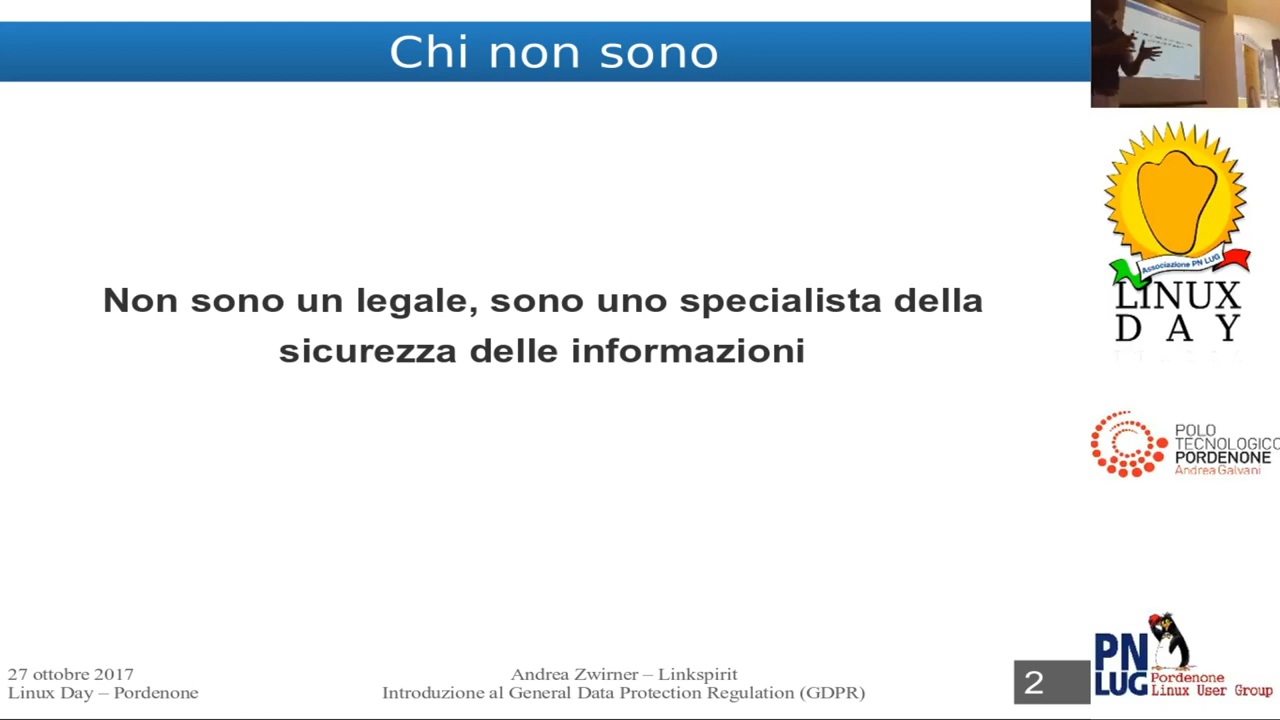 Chi non sono
Non sono un legale, sono uno specialista della
sicurezza delle informazioni
Associazione PN LUG
LINUX
DAY
POLO
TECNOLOGICO
PORDENONE
Andrea Galvani
27 ottobre 2017
Linux Day – Pordenone
Andrea Zwirner – Linkspirit
Introduzione al General Data Protection Regulation (GDPR)
2
PN
LUG
Pordenone
Linux User Group